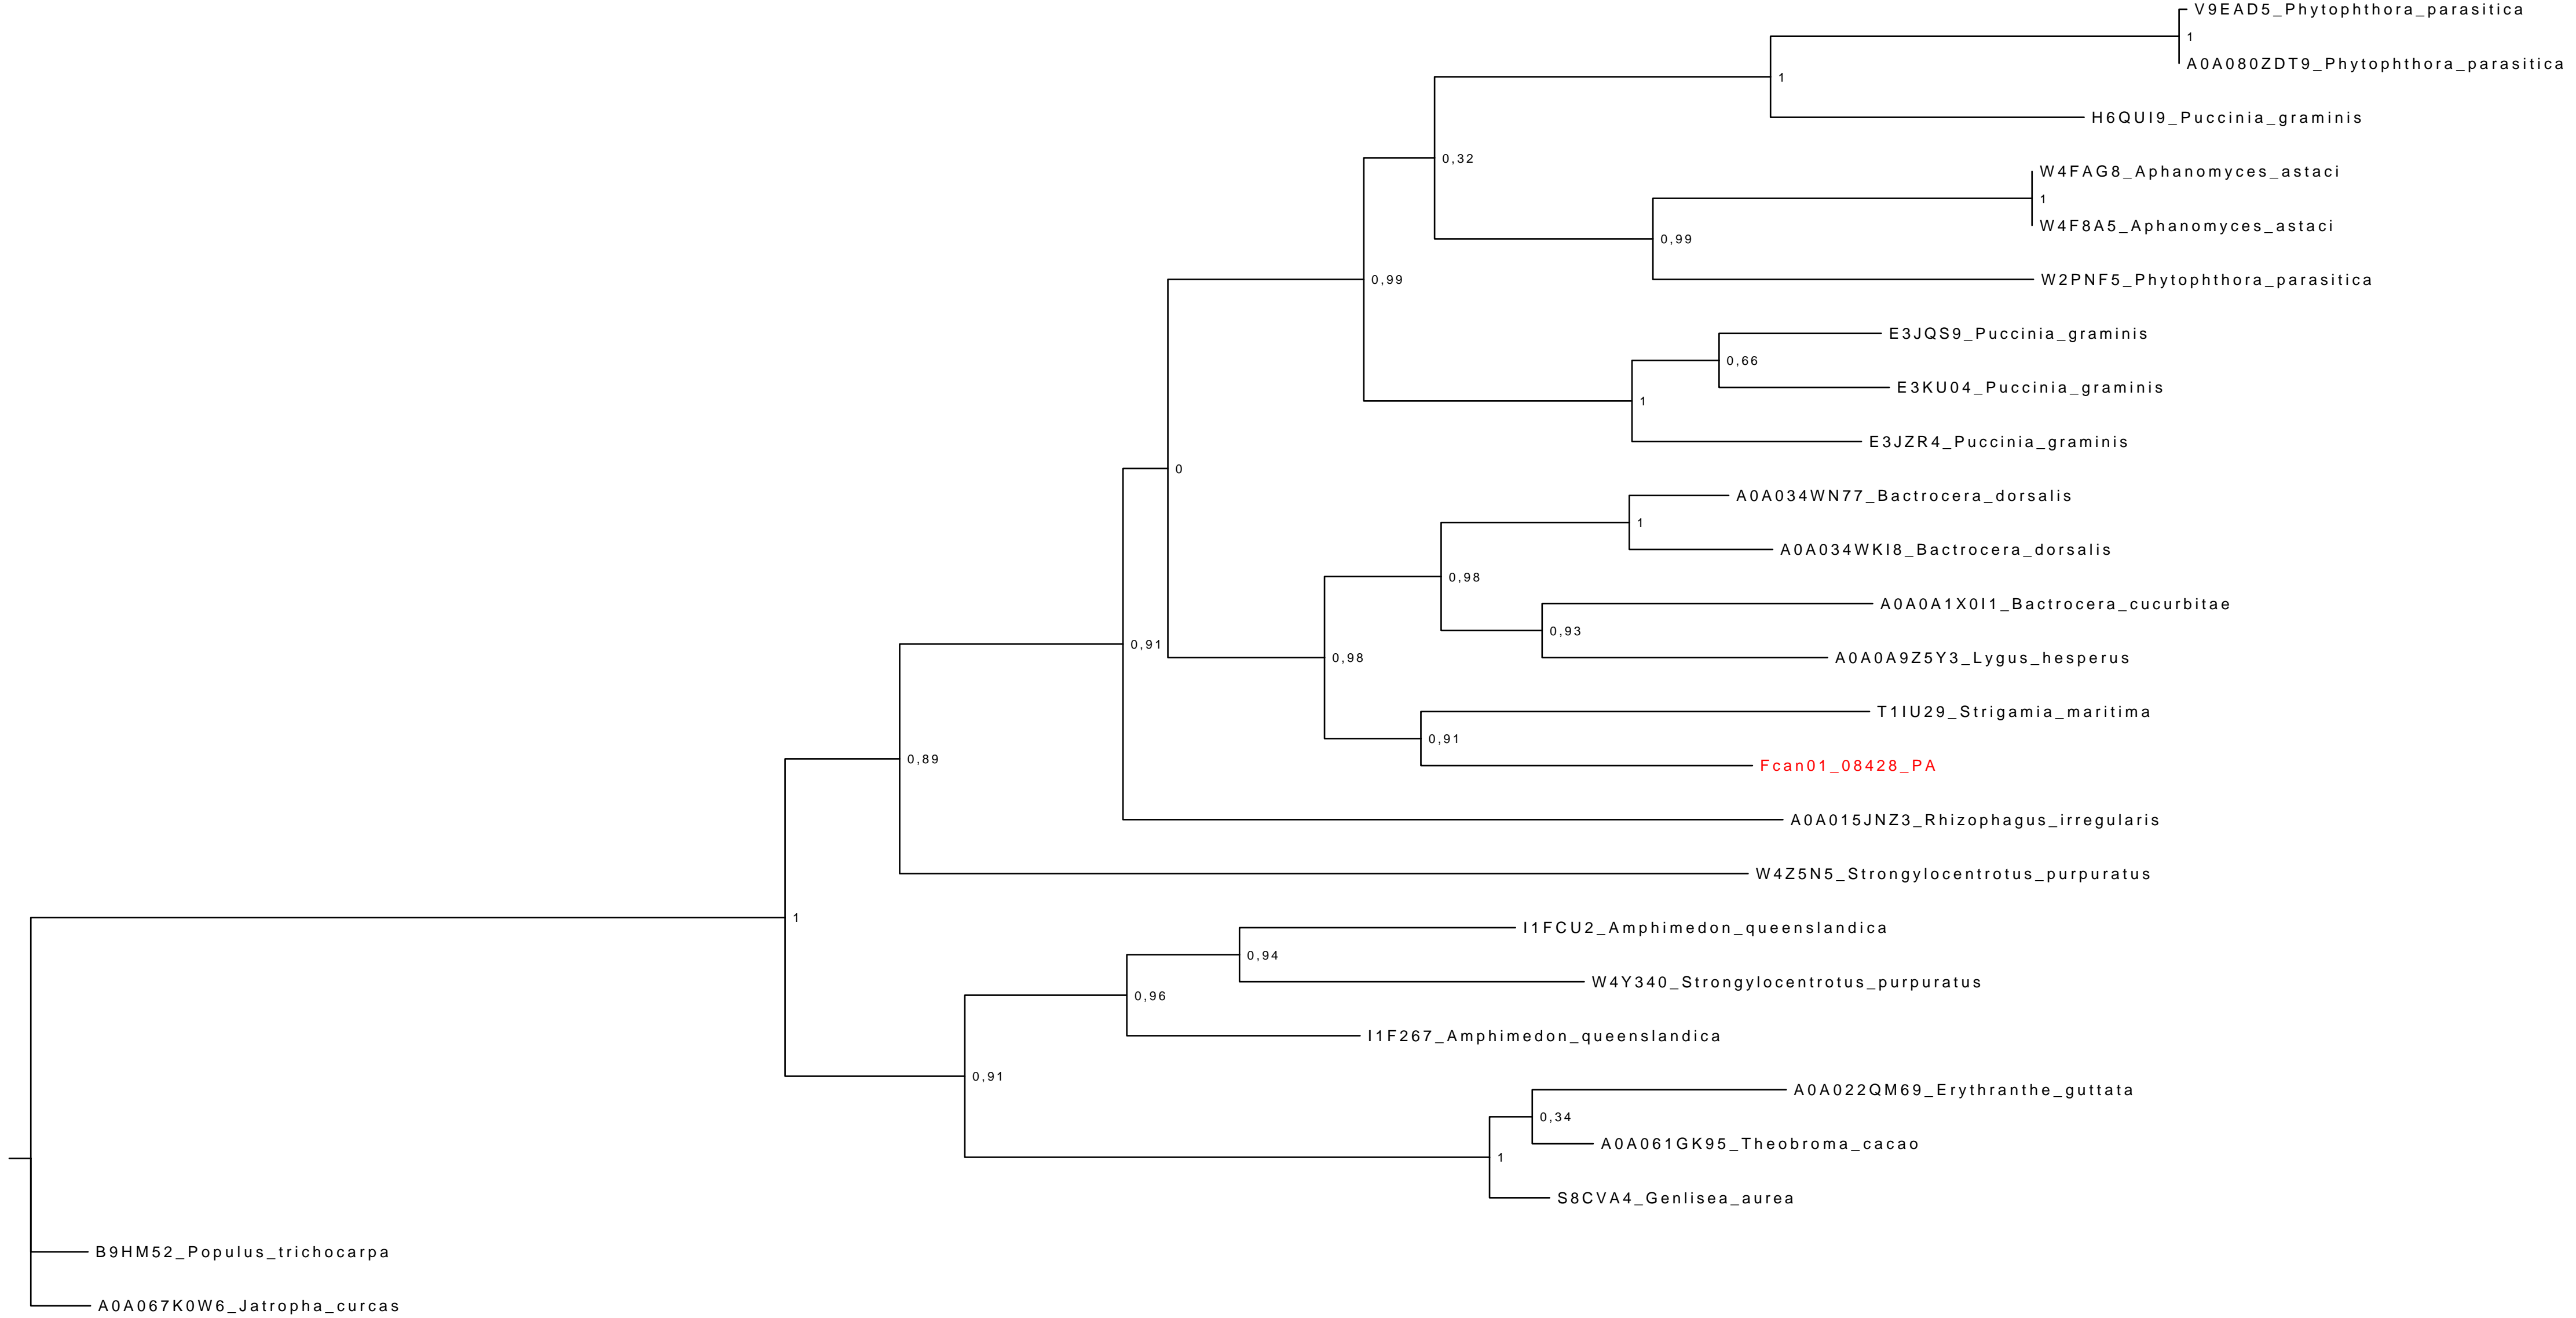 V9EAD5_Phytophthora_parasitica
1
A0A080ZDT9_Phytophthora_parasitica
1
H6QUI9_Puccinia_graminis
0,32
W4FAG8_Aphanomyces_astaci
1
W4F8A5_Aphanomyces_astaci
0,99
W2PNF5_Phytophthora_parasitica
0,99
E3JQS9_Puccinia_graminis
0,66
E3KU04_Puccinia_graminis
1
E3JZR4_Puccinia_graminis
0
A0A034WN77_Bactrocera_dorsalis
1
A0A034WKI8_Bactrocera_dorsalis
0,98
A0A0A1X0I1_Bactrocera_cucurbitae
0,93
0,91
A0A0A9Z5Y3_Lygus_hesperus
0,98
T1IU29_Strigamia_maritima
0,91
0,89
Fcan01_08428_PA
A0A015JNZ3_Rhizophagus_irregularis
W4Z5N5_Strongylocentrotus_purpuratus
1
I1FCU2_Amphimedon_queenslandica
0,94
W4Y340_Strongylocentrotus_purpuratus
0,96
I1F267_Amphimedon_queenslandica
0,91
A0A022QM69_Erythranthe_guttata
0,34
A0A061GK95_Theobroma_cacao
1
S8CVA4_Genlisea_aurea
B9HM52_Populus_trichocarpa
A0A067K0W6_Jatropha_curcas